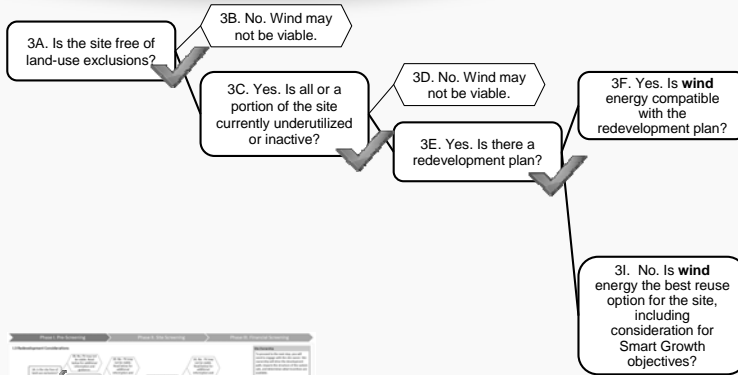 3A. Is the site free of
land-use exclusions?
3B. No. Wind may
not be viable.
3C. Yes. Is all or a
portion of the site
currently underutilized
or inactive?
3D. No. Wind may
not be viable.
3E. Yes. Is there a
redevelopment plan?
3F. Yes. Is wind
energy compatible
with the
redevelopment plan?
3I. No. Is wind
energy the best reuse
option for the site,
including
consideration for
Smart Growth
objectives?